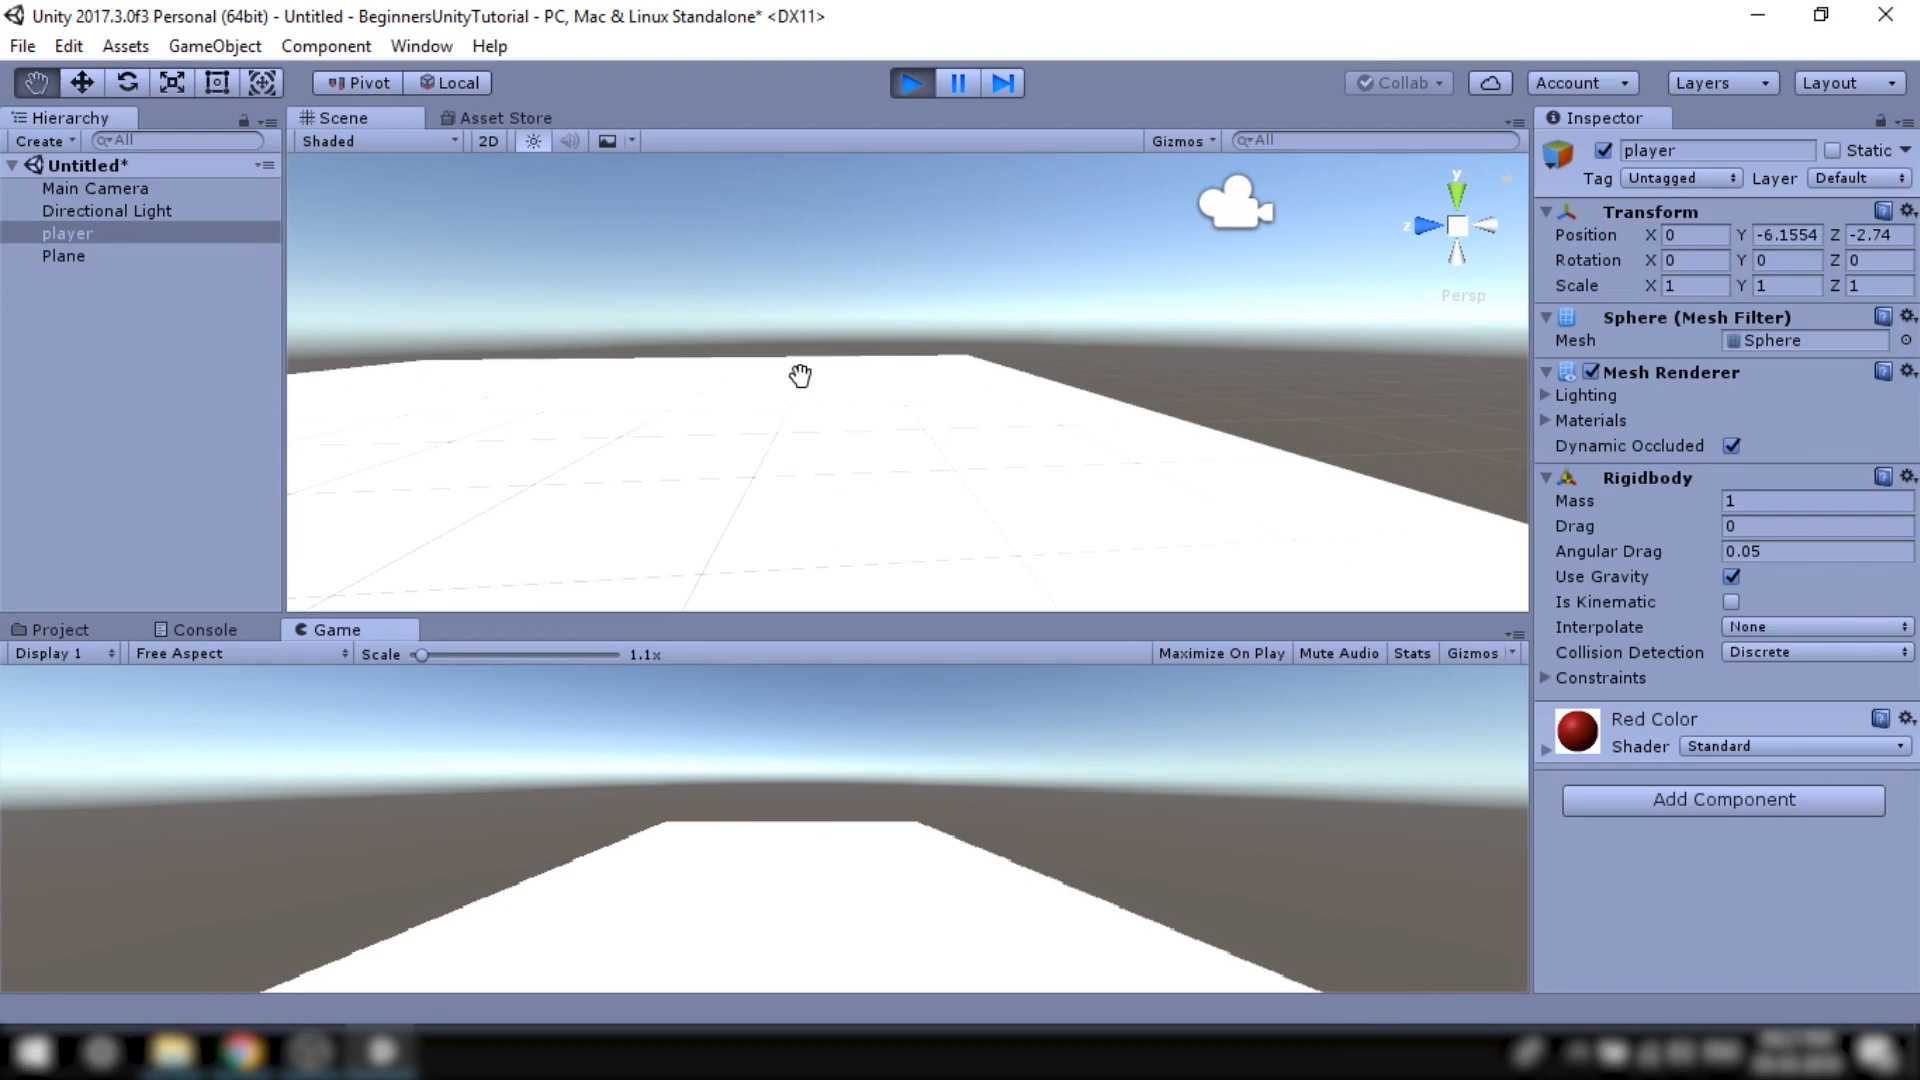 Unity 2017.3.0f3 Personal (64bit) - Untitled - BeginnersUnityTutorial - PC, Mac & Linux Standalone* <DX11>
File Edit Assets GameObject Component Window Help
Pivot Local Collab Account Layers Layout
Hierarchy
Create All
Untitled*
Main Camera
Directional Light
player
Plane
Scene Asset Store
Shaded 2D Gizmos All
y
z
Persp
Project Console Game
Display 1 Free Aspect Scale 1.1x Maximize On Play Mute Audio Stats Gizmos
Inspector
player Static
Tag Untagged Layer Default
Transform
Position X 0 Y -6.1554 Z -2.74
Rotation X 0 Y 0 Z 0
Scale X 1 Y 1 Z 1
Sphere (Mesh Filter)
Mesh Sphere
Mesh Renderer
Lighting
Materials
Dynamic Occluded
Rigidbody
Mass 1
Drag 0
Angular Drag 0.05
Use Gravity
Is Kinematic
Interpolate None
Collision Detection Discrete
Constraints
Red Color
Shader Standard
Add Component